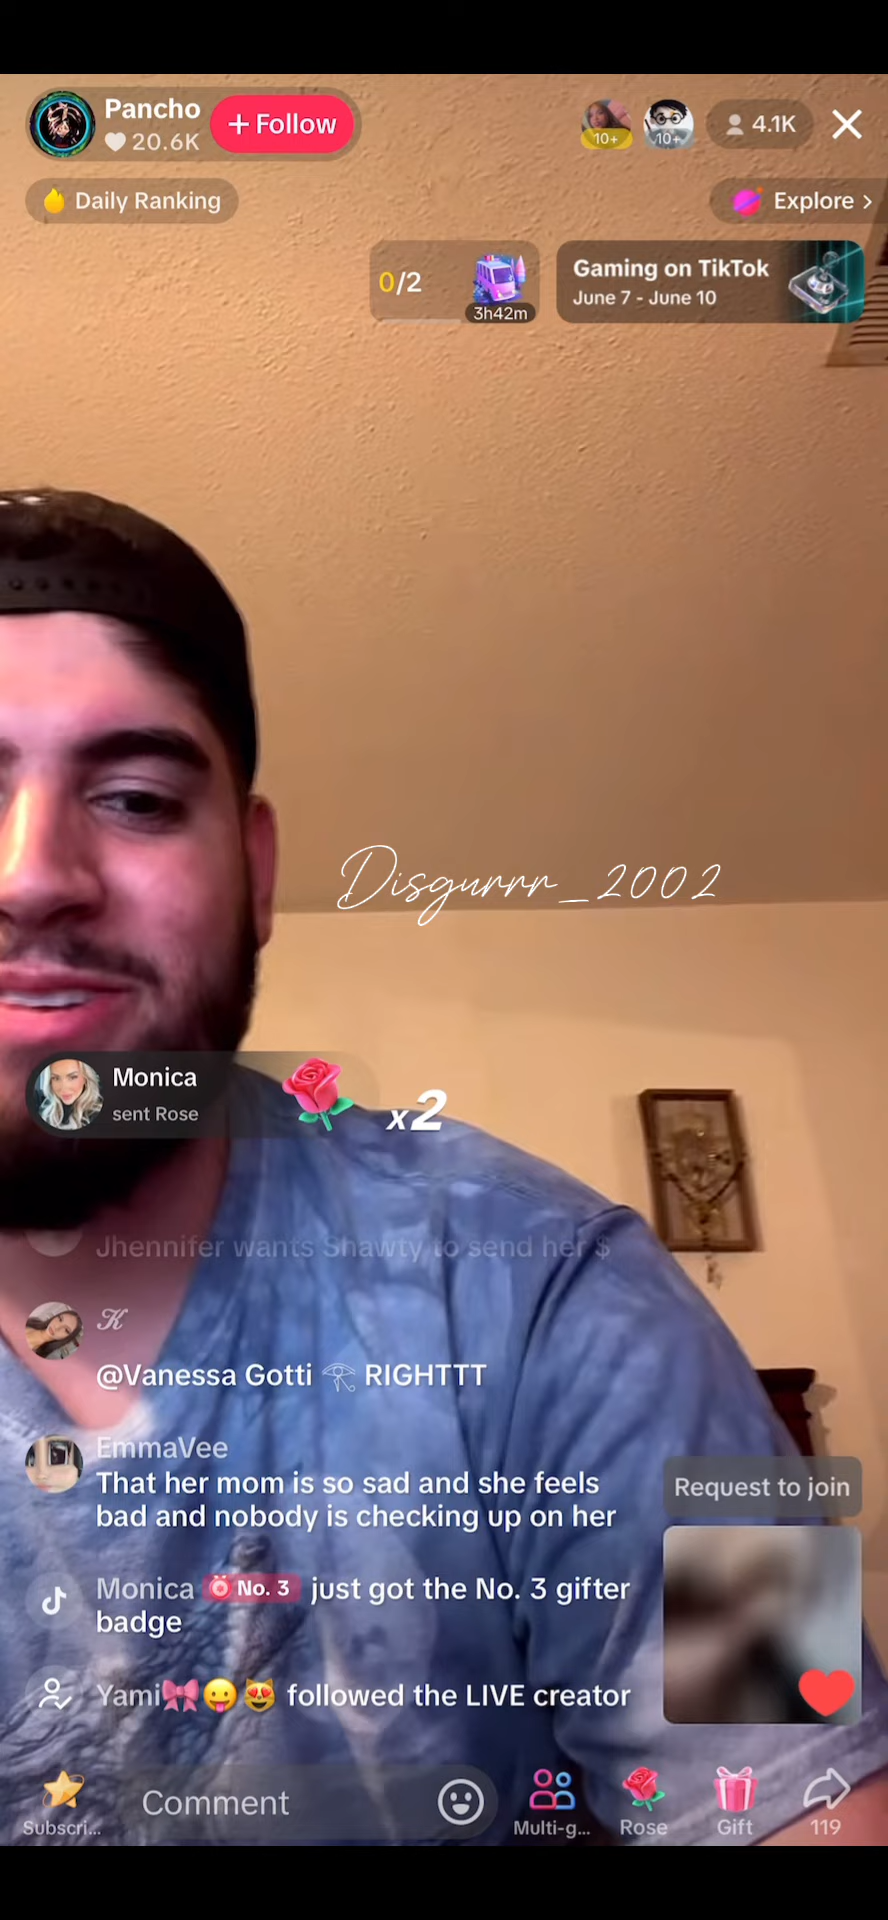 Pancho
20.6K
+ Follow
10+
10+
4.1K
Daily Ranking
Explore >
0/2
3h42m
Gaming on TikTok
June 7 - June 10
Disgurrr_2002
Monica
sent Rose
x2
Jhennifer wants Shawty to send her $
𝒦
@Vanessa Gotti 𓂀 RIGHTTT
EmmaVee
That her mom is so sad and she feels
bad and nobody is checking up on her
Monica No. 3 just got the No. 3 gifter
badge
Yami🎀😛😻 followed the LIVE creator
Request to join
Comment
Subscri...
Multi-g...
Rose
Gift
119